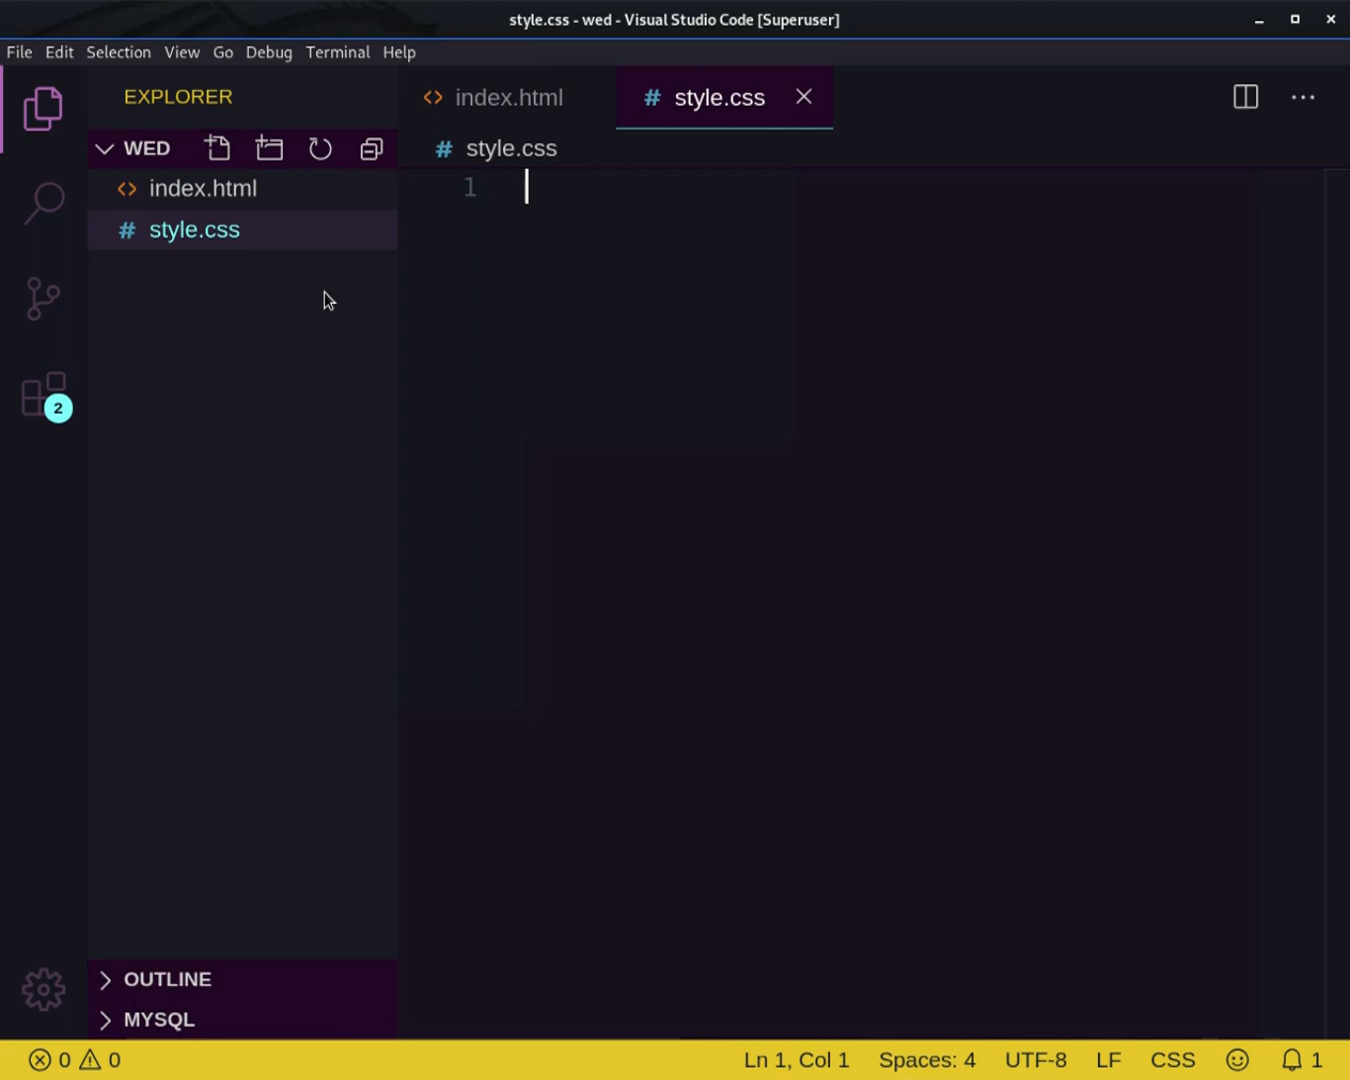 style.css - wed - Visual Studio Code [Superuser]
File Edit Selection View Go Debug Terminal Help
EXPLORER
index.html
# style.css
WED
# style.css
index.html
1
# style.css
2
OUTLINE
MYSQL
0 0
Ln 1, Col 1 Spaces: 4 UTF-8 LF CSS 1